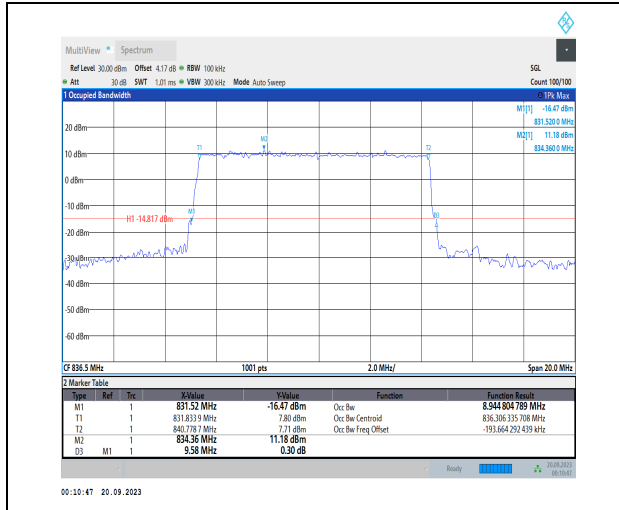 MultiView Spectrum
Ref Level 30.00 dBm Offset 4.17 dB RBW 100 kHz SGL
Att 30 dB SWT 1.01 ms VBW 300 kHz Mode Auto Sweep Count 100/100
1 Occupied Bandwidth 1Pk Max
M1[1] -16.47 dBm
831.520 0 MHz
M2[1] 11.18 dBm
834.360 0 MHz
20 dBm
M2
T1 T2
10 dBm
0 dBm
-10 dBm
M1 D3
H1 -14.817 dBm
-20 dBm
-30 dBm
-40 dBm
-50 dBm
-60 dBm
CF 836.5 MHz 1001 pts 2.0 MHz/ Span 20.0 MHz
2 Marker Table
Type Ref Trc X-Value Y-Value Function Function Result
M1 1 831.52 MHz -16.47 dBm Occ Bw 8.944 804 789 MHz
T1 1 831.833 9 MHz 7.80 dBm Occ Bw Centroid 836.306 335 708 MHz
T2 1 840.778 7 MHz 7.71 dBm Occ Bw Freq Offset -193.664 292 439 kHz
M2 1 834.36 MHz 11.18 dBm
D3 M1 1 9.58 MHz 0.30 dB
Ready 20.09.2023
00:10:47
00:10:47 20.09.2023